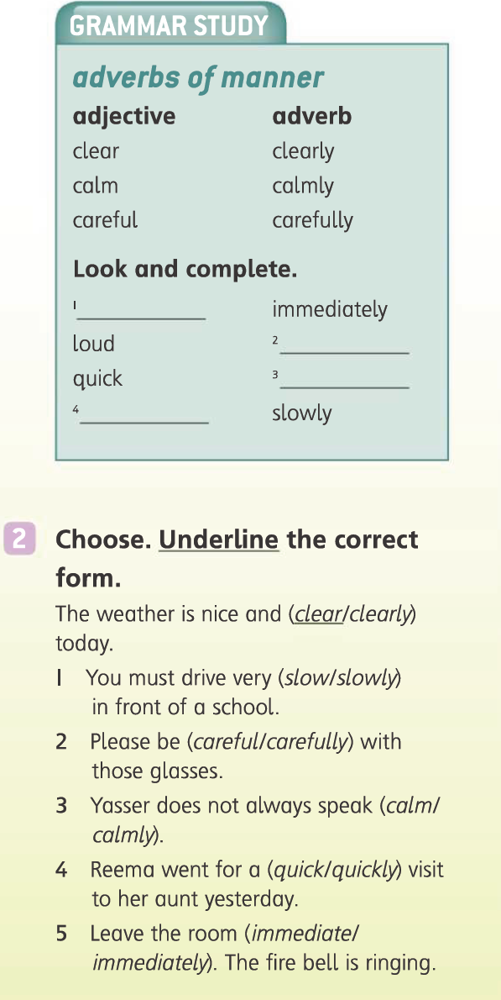 GRAMMAR STUDY
adverbs of manner
adjective adverb
clear clearly
calm calmly
careful carefully
Look and complete.
1 ____________ immediately
loud 2 ____________
quick 3 ____________
4 ____________ slowly
2 Choose. Underline the correct
form.
The weather is nice and (clear/clearly)
today.
1 You must drive very (slow/slowly)
in front of a school.
2 Please be (careful/carefully) with
those glasses.
3 Yasser does not always speak (calm/
calmly).
4 Reema went for a (quick/quickly) visit
to her aunt yesterday.
5 Leave the room (immediate/
immediately). The fire bell is ringing.